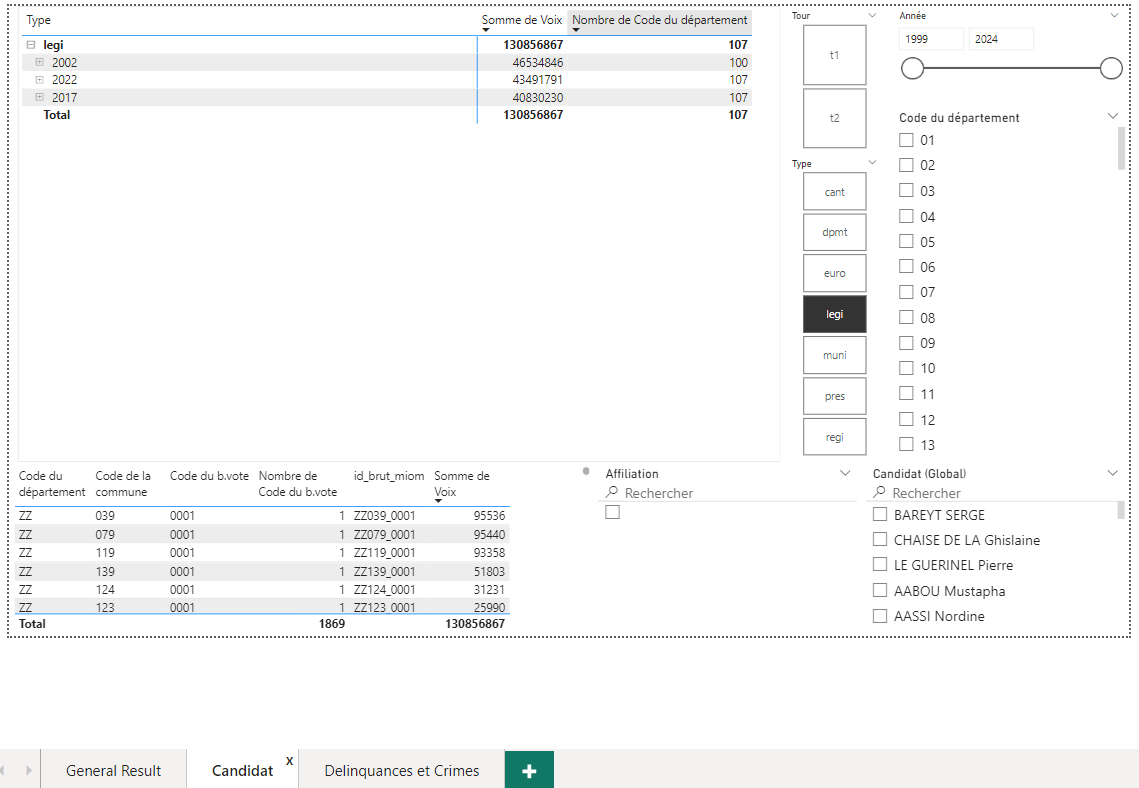 Type Somme de Voix Nombre de Code du département
legi 130856867 107
2002 46534846 100
2022 43491791 107
2017 40830230 107
Total 130856867 107
Tour
t1
t2
Type
cant
dpmt
euro
legi
muni
pres
regi
Année
1999 2024
Code du département
01
02
03
04
05
06
07
08
09
10
11
12
13
Code du Code de la Code du b.vote Nombre de id_brut_miom Somme de
département commune Code du b.vote Voix
ZZ 039 0001 1 ZZ039_0001 95536
ZZ 079 0001 1 ZZ079_0001 95440
ZZ 119 0001 1 ZZ119_0001 93358
ZZ 139 0001 1 ZZ139_0001 51803
ZZ 124 0001 1 ZZ124_0001 31231
ZZ 123 0001 1 ZZ123_0001 25990
Total 1869 130856867
Affiliation
Rechercher
Candidat (Global)
Rechercher
BAREYT SERGE
CHAISE DE LA Ghislaine
LE GUERINEL Pierre
AABOU Mustapha
AASSI Nordine
General Result Candidat x Delinquances et Crimes +